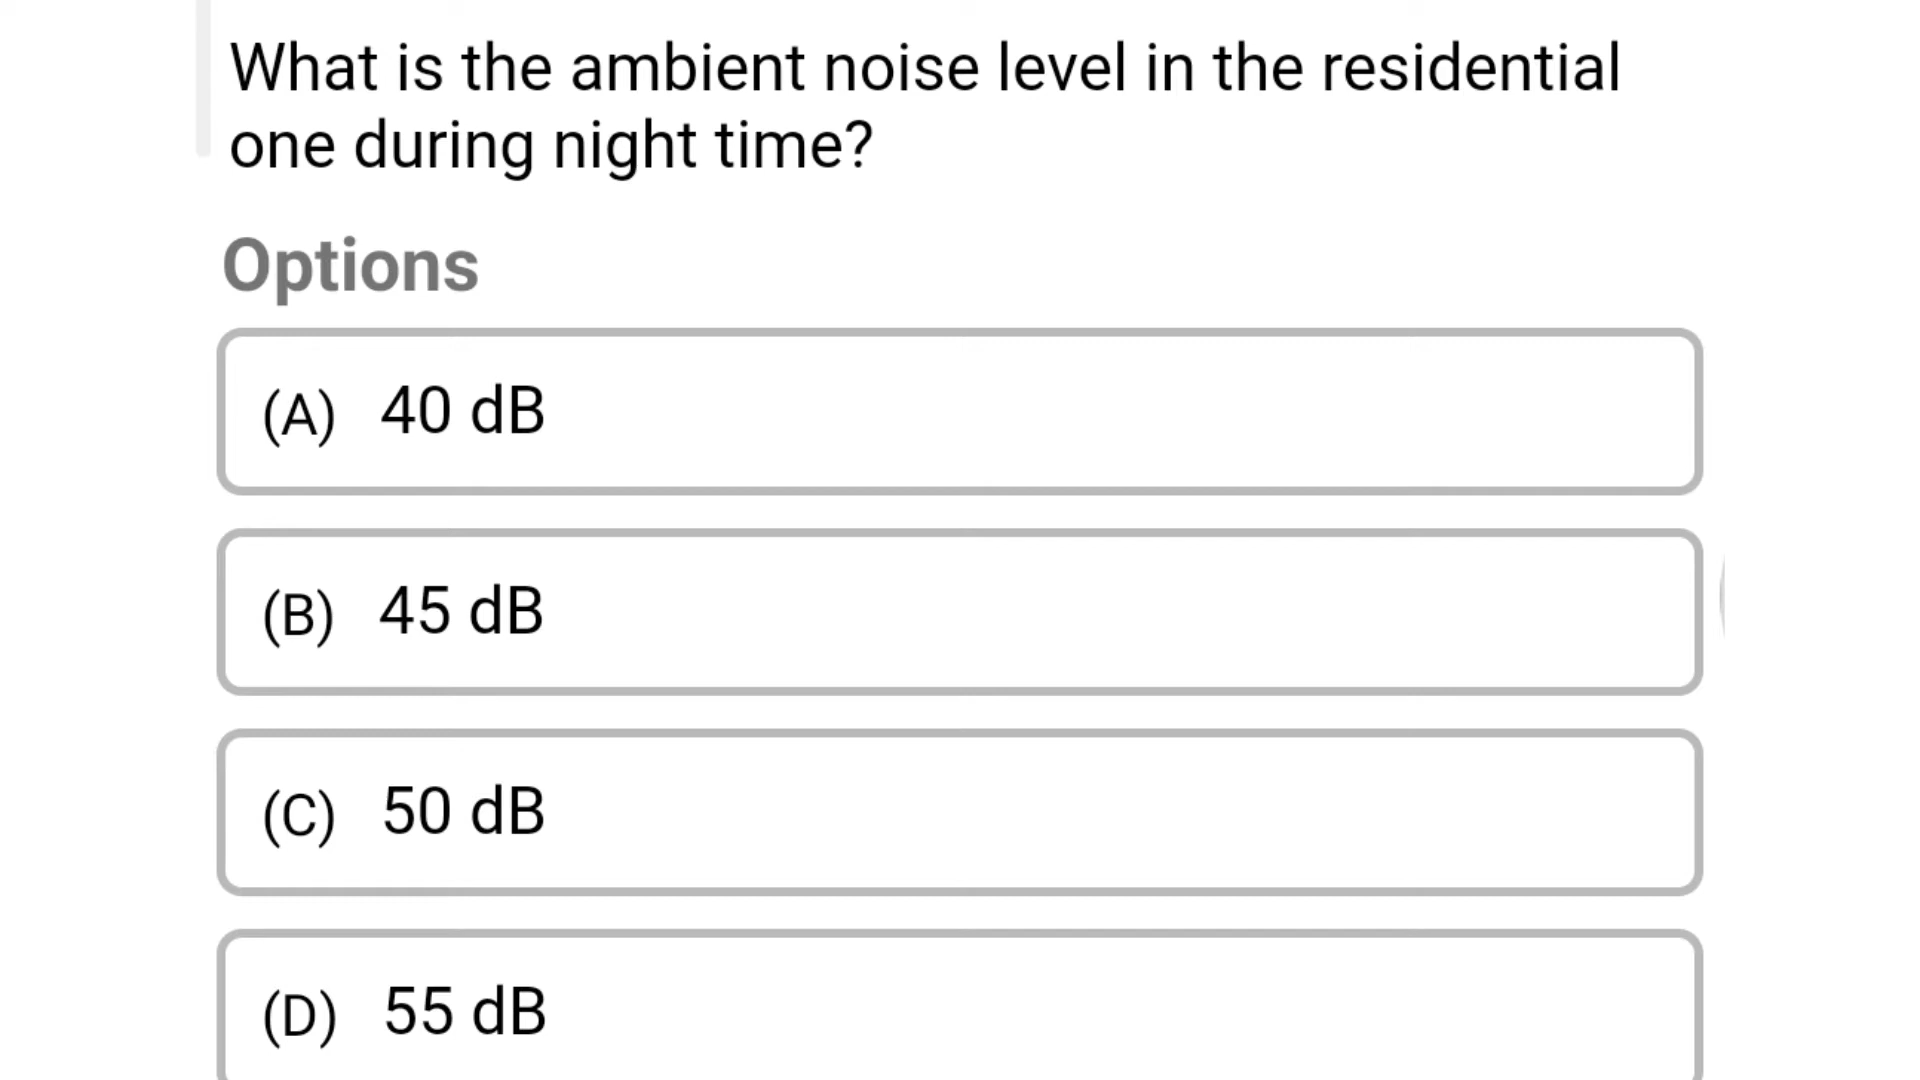 What is the ambient noise level in the residential
one during night time?
Options
(A) 40 dB
(B) 45 dB
(C) 50 dB
(D) 55 dB